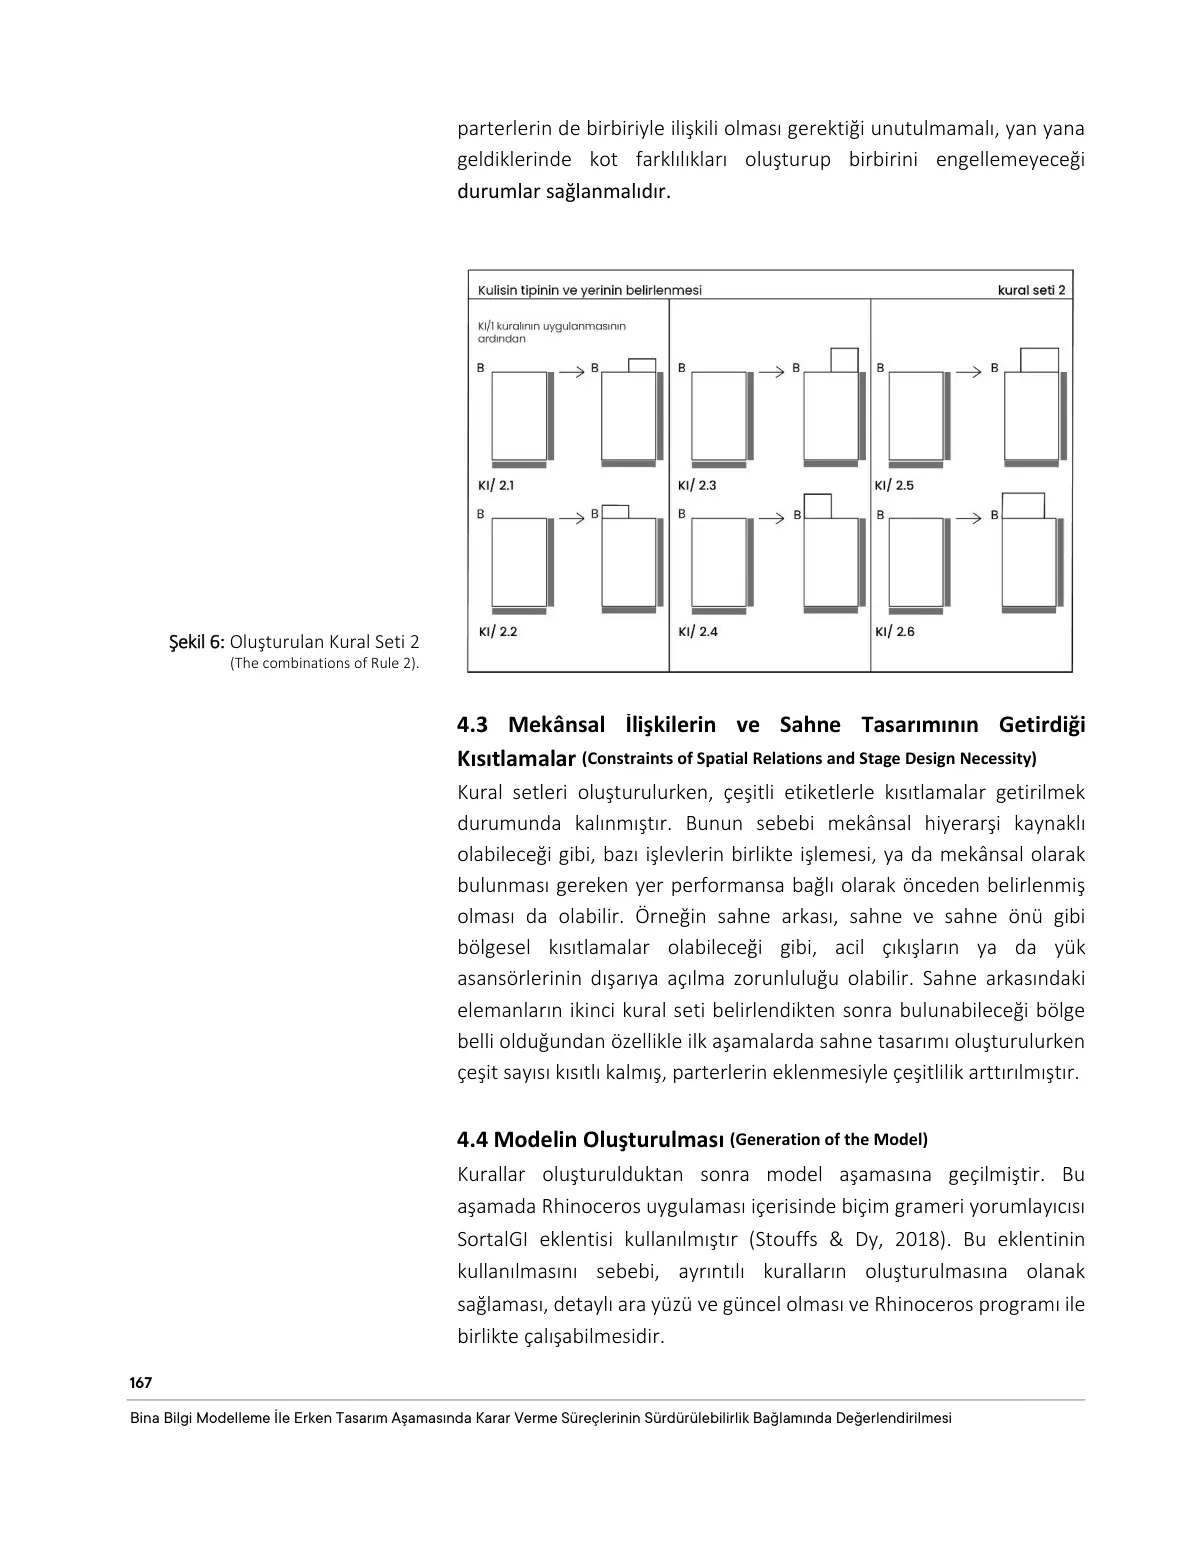 parterlerin de birbiriyle ilişkili olması gerektiği unutulmamalı, yan yana
geldiklerinde kot farklılıkları oluşturup birbirini engellemeyeceği
durumlar sağlanmalıdır.
Kulisin tipinin ve yerinin belirlenmesi kural seti 2
KI/1 kuralının uygulanmasının
ardından
B B B B B B
KI/ 2.1 KI/ 2.3 KI/ 2.5
B B B B B B
KI/ 2.2 KI/ 2.4 KI/ 2.6
Şekil 6: Oluşturulan Kural Seti 2
(The combinations of Rule 2).
4.3 Mekânsal İlişkilerin ve Sahne Tasarımının Getirdiği
Kısıtlamalar (Constraints of Spatial Relations and Stage Design Necessity)
Kural setleri oluşturulurken, çeşitli etiketlerle kısıtlamalar getirilmek
durumunda kalınmıştır. Bunun sebebi mekânsal hiyerarşi kaynaklı
olabileceği gibi, bazı işlevlerin birlikte işlemesi, ya da mekânsal olarak
bulunması gereken yer performansa bağlı olarak önceden belirlenmiş
olması da olabilir. Örneğin sahne arkası, sahne ve sahne önü gibi
bölgesel kısıtlamalar olabileceği gibi, acil çıkışların ya da yük
asansörlerinin dışarıya açılma zorunluluğu olabilir. Sahne arkasındaki
elemanların ikinci kural seti belirlendikten sonra bulunabileceği bölge
belli olduğundan özellikle ilk aşamalarda sahne tasarımı oluşturulurken
çeşit sayısı kısıtlı kalmış, parterlerin eklenmesiyle çeşitlilik arttırılmıştır.
4.4 Modelin Oluşturulması (Generation of the Model)
Kurallar oluşturulduktan sonra model aşamasına geçilmiştir. Bu
aşamada Rhinoceros uygulaması içerisinde biçim grameri yorumlayıcısı
SortalGI eklentisi kullanılmıştır (Stouffs & Dy, 2018). Bu eklentinin
kullanılmasını sebebi, ayrıntılı kuralların oluşturulmasına olanak
sağlaması, detaylı ara yüzü ve güncel olması ve Rhinoceros programı ile
birlikte çalışabilmesidir.
167
Bina Bilgi Modelleme İle Erken Tasarım Aşamasında Karar Verme Süreçlerinin Sürdürülebilirlik Bağlamında Değerlendirilmesi